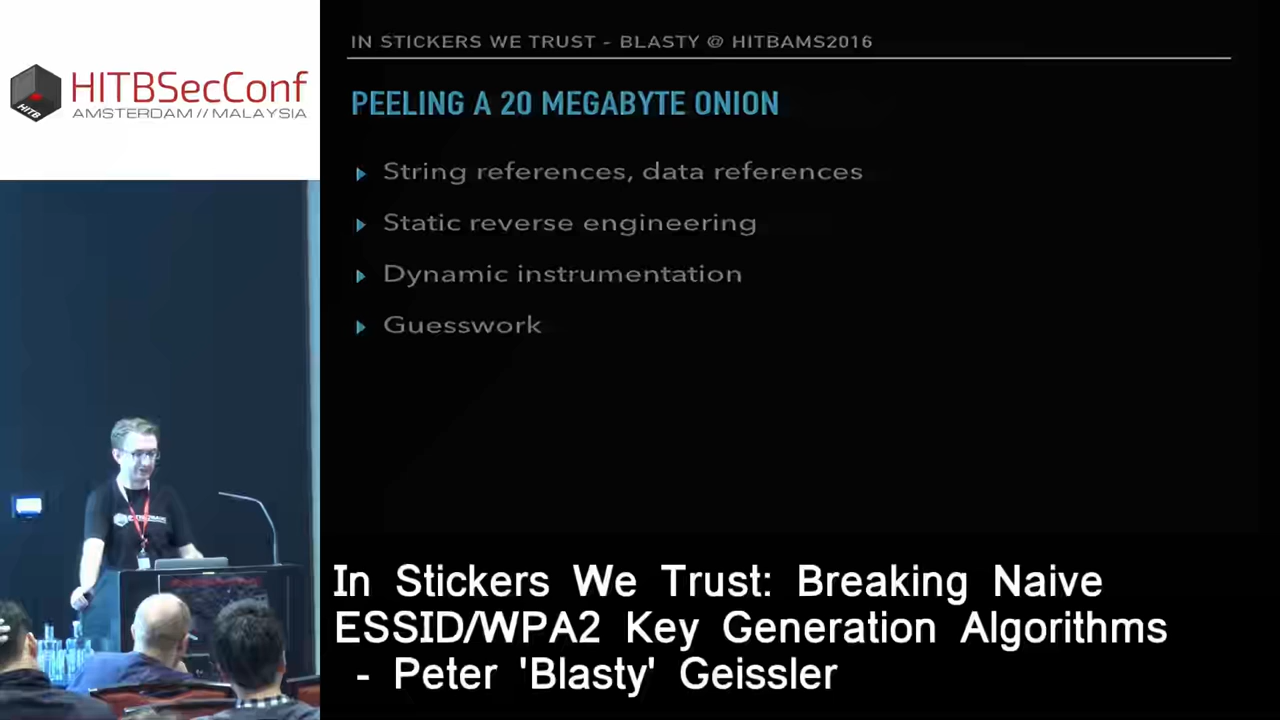 HITBSecConf
AMSTERDAM // MALAYSIA
HITB
IN STICKERS WE TRUST - BLASTY @ HITBAMS2016
PEELING A 20 MEGABYTE ONION
String references, data references
Static reverse engineering
Dynamic instrumentation
Guesswork
In Stickers We Trust: Breaking Naive
ESSID/WPA2 Key Generation Algorithms
- Peter 'Blasty' Geissler